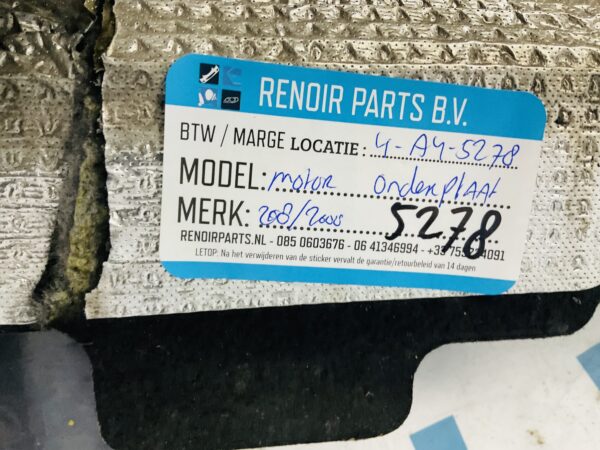 RENOIR PARTS B.V.
BTW / MARGE LOCATIE: 4-A4-5278
MODEL: motor onderplaat
MERK: 208/2008 5278
RENOIRPARTS.NL - 085 0603676 - 06 41346994 -
LETOP: Na het verwijderen van de sticker vervalt de garantie/retourbeleid van 14 dagen